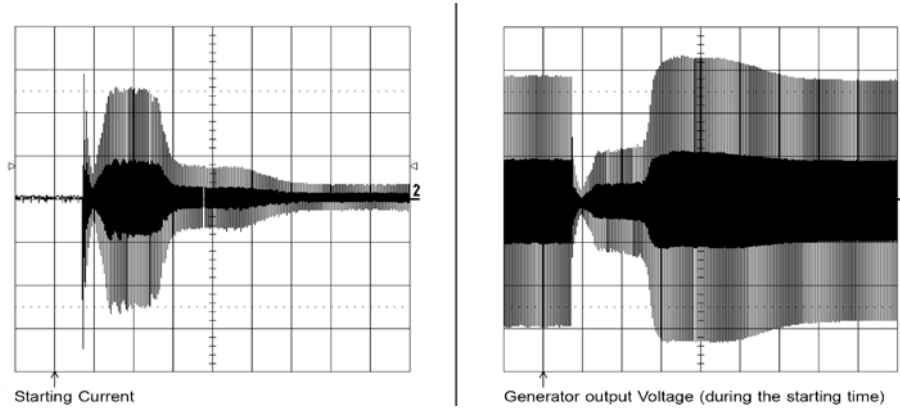 2
Starting Current
Generator output Voltage (during the starting time)